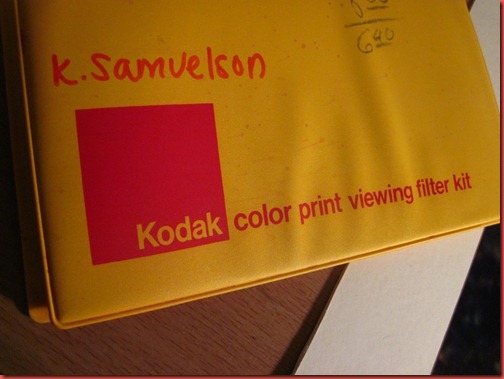 640
K. Samuelson
Kodak color print viewing filter kit